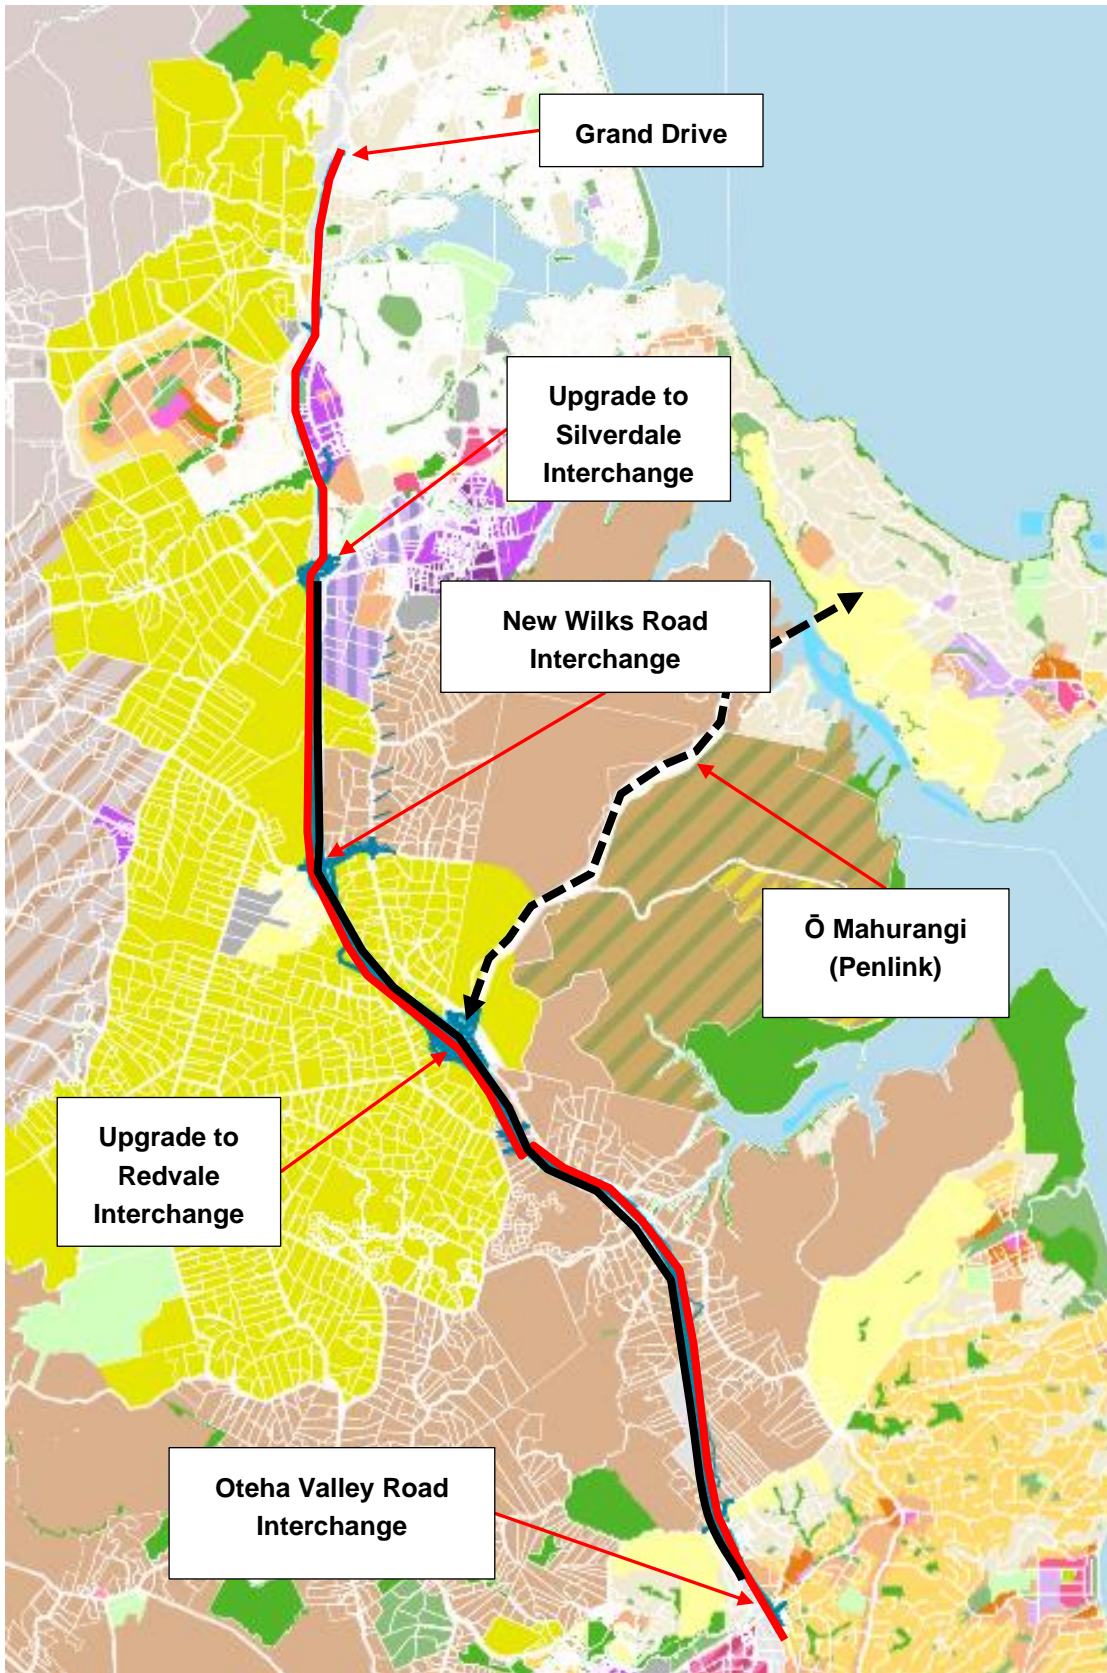 Grand Drive
Upgrade to
Silverdale
Interchange
New Wilks Road
Interchange
Ō Mahurangi
(Penlink)
Upgrade to
Redvale
Interchange
Oteha Valley Road
Interchange